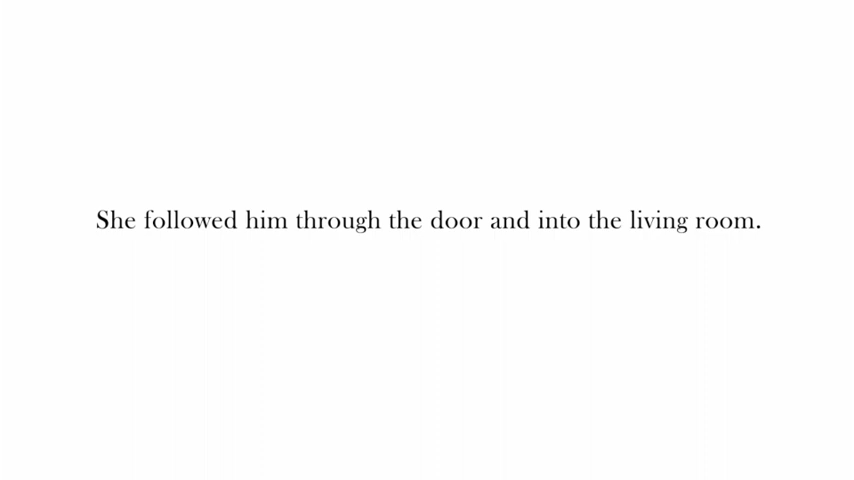 She followed him through the door and into the living room.